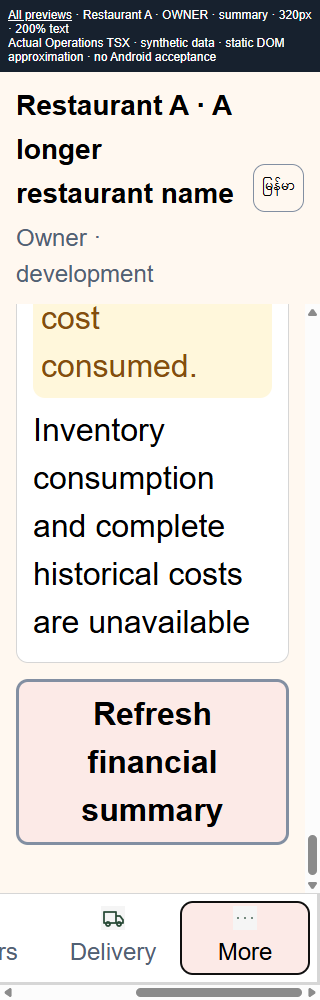 All previews · Restaurant A · OWNER · summary · 320px
· 200% text
Actual Operations TSX · synthetic data · static DOM
approximation · no Android acceptance
Restaurant A · A
longer
restaurant name
မြန်မာ
Owner ·
development
cost
consumed.
Inventory
consumption
and complete
historical costs
are unavailable
Refresh
financial
summary
rs
Delivery
More